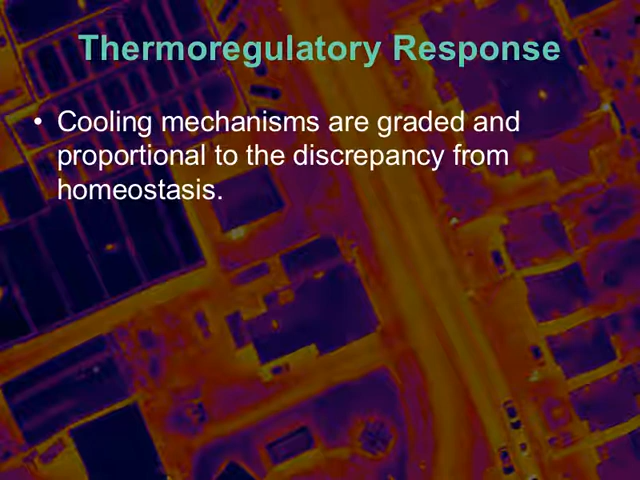 Thermoregulatory Response
• Cooling mechanisms are graded and
proportional to the discrepancy from
homeostasis.